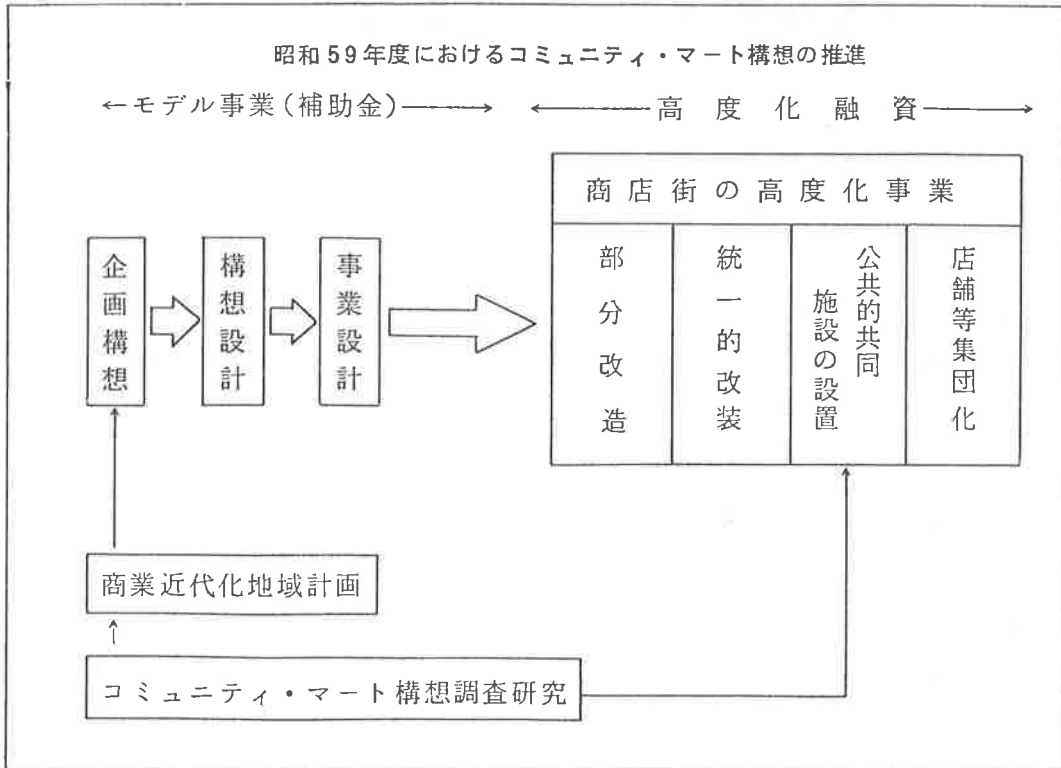 昭和59年度におけるコミュニティ・マート構想の推進
←モデル事業(補助金)→
←高度化融資→
商店街の高度化事業
企画構想
構想設計
事業設計
部分改造
統一的改装
公共的共同
施設の設置
店舗等集団化
商業近代化地域計画
コミュニティ・マート構想調査研究